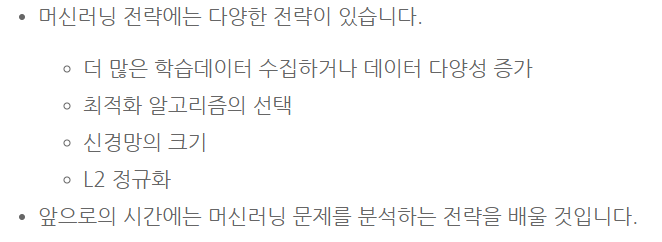 머신러닝 전략에는 다양한 전략이 있습니다.
더 많은 학습데이터 수집하거나 데이터 다양성 증가
최적화 알고리즘의 선택
신경망의 크기
L2 정규화
앞으로의 시간에는 머신러닝 문제를 분석하는 전략을 배울 것입니다.